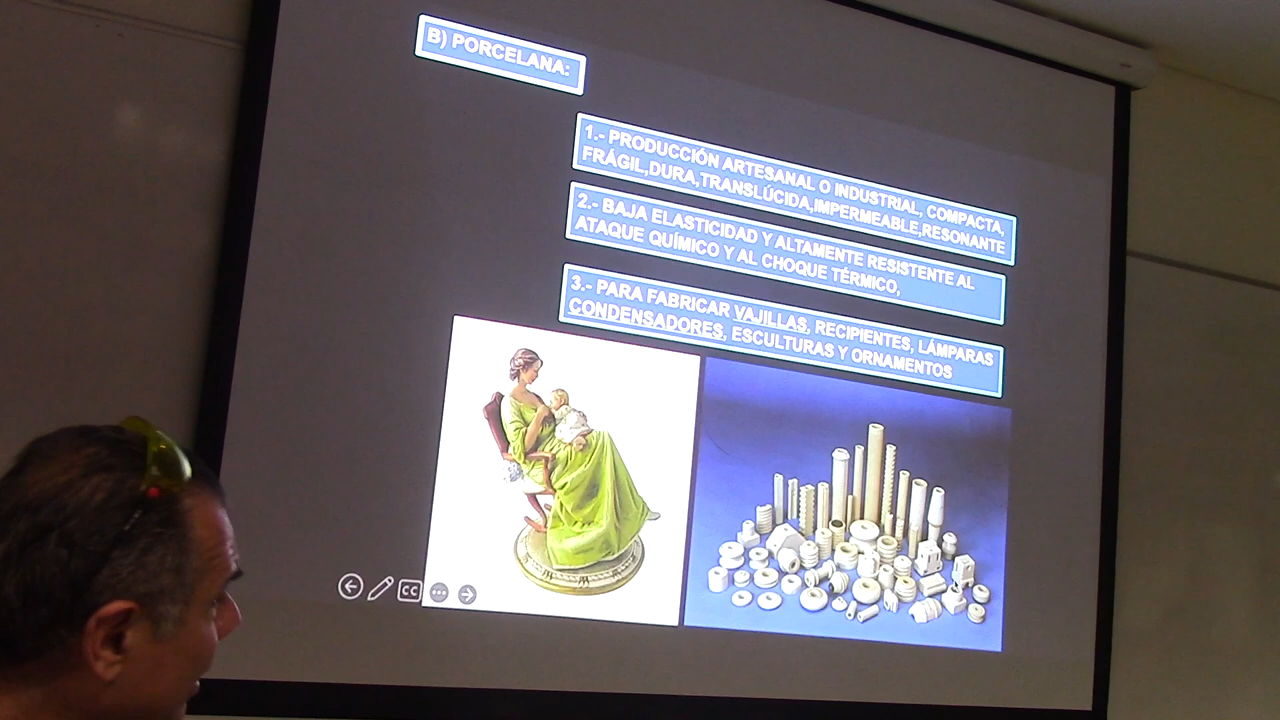 B) PORCELANA:
1.- PRODUCCIÓN ARTESANAL O INDUSTRIAL, COMPACTA,
FRÁGIL,DURA,TRANSLÚCIDA,IMPERMEABLE,RESONANTE
2.- BAJA ELASTICIDAD Y ALTAMENTE RESISTENTE AL
ATAQUE QUÍMICO Y AL CHOQUE TÉRMICO,
3.- PARA FABRICAR VAJILLAS, RECIPIENTES, LÁMPARAS
CONDENSADORES, ESCULTURAS Y ORNAMENTOS
CC